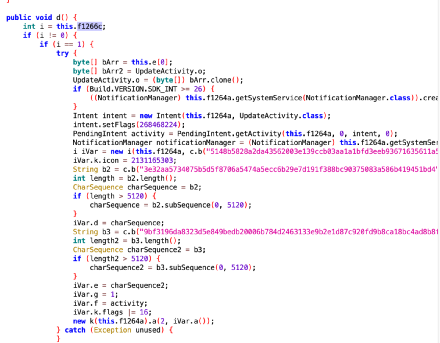 public void d() {
int i = this.f1266c;
if (i != 0) {
if (i == 1) {
try {
byte[] bArr = this.e[0];
byte[] bArr2 = UpdateActivity.o;
UpdateActivity.o = (byte[]) bArr.clone();
if (Build.VERSION.SDK_INT >= 26) {
((NotificationManager) this.f1264a.getSystemService(NotificationManager.class)).crea
}
Intent intent = new Intent(this.f1264a, UpdateActivity.class);
intent.setFlags(268468224);
PendingIntent activity = PendingIntent.getActivity(this.f1264a, 0, intent, 0);
NotificationManager notificationManager = (NotificationManager) this.f1264a.getSystemSer
i iVar = new i(this.f1264a, c.b("
iVar.k.icon = 2131165303;
String b2 = c.b("
int length = b2.length();
CharSequence charSequence = b2;
if (length > 5120) {
charSequence = b2.subSequence(0, 5120);
}
iVar.d = charSequence;
String b3 = c.b("
int length2 = b3.length();
CharSequence charSequence2 = b3;
if (length2 > 5120) {
charSequence2 = b3.subSequence(0, 5120);
}
iVar.e = charSequence2;
iVar.g = 1;
iVar.f = activity;
iVar.k.flags |= 16;
new k(this.f1264a).a(2, iVar.a());
} catch (Exception unused) {
}